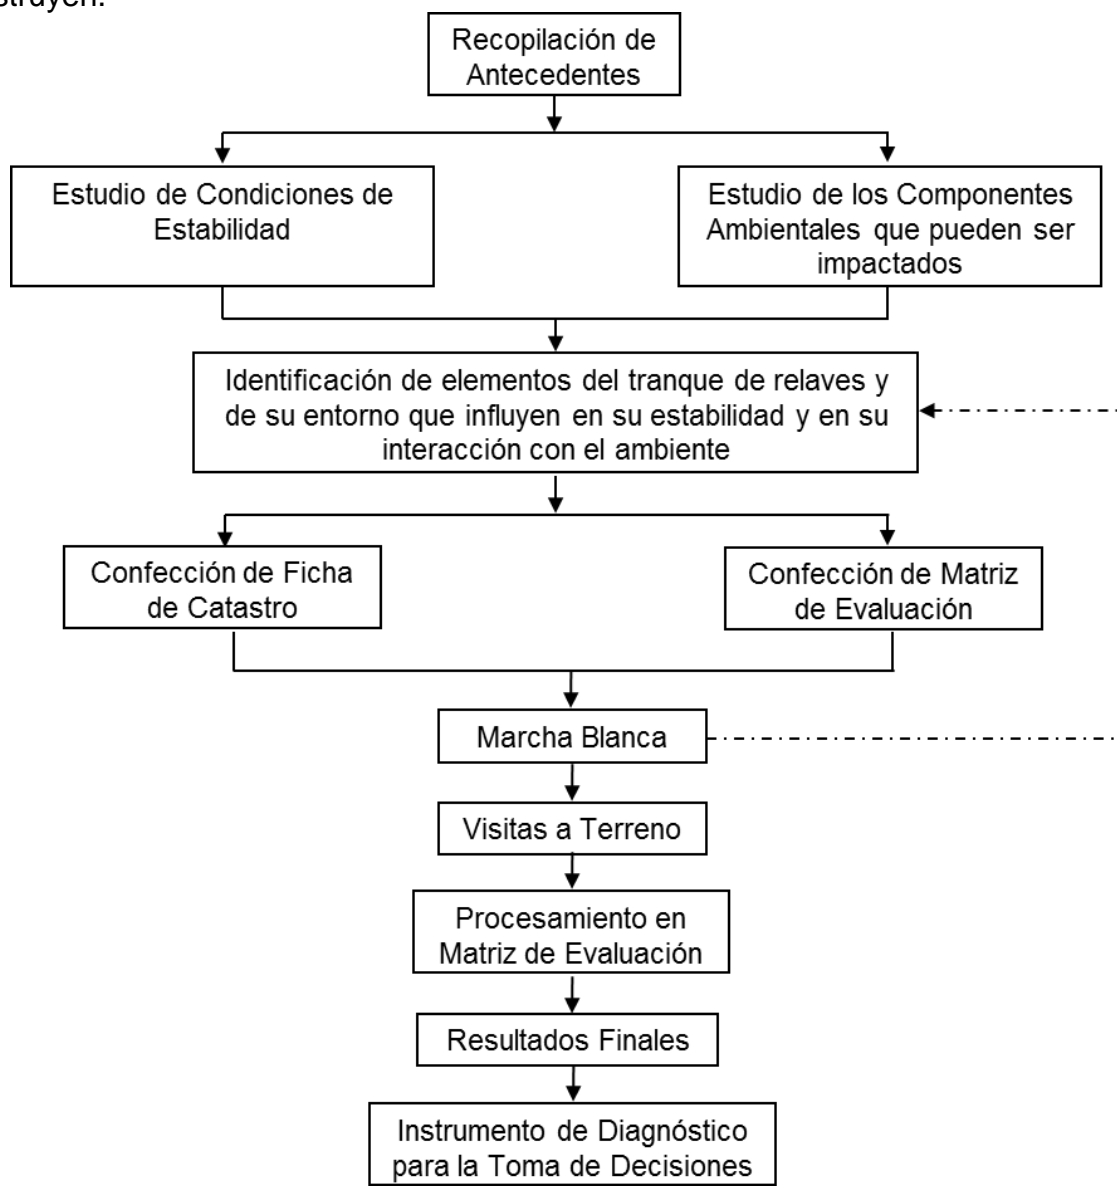 struyen.
Recopilación de
Antecedentes
Estudio de Condiciones de
Estabilidad
Estudio de los Componentes
Ambientales que pueden ser
impactados
Identificación de elementos del tranque de relaves y
de su entorno que influyen en su estabilidad y en su
interacción con el ambiente
Confección de Ficha
de Catastro
Confección de Matriz
de Evaluación
Marcha Blanca
Visitas a Terreno
Procesamiento en
Matriz de Evaluación
Resultados Finales
Instrumento de Diagnóstico
para la Toma de Decisiones